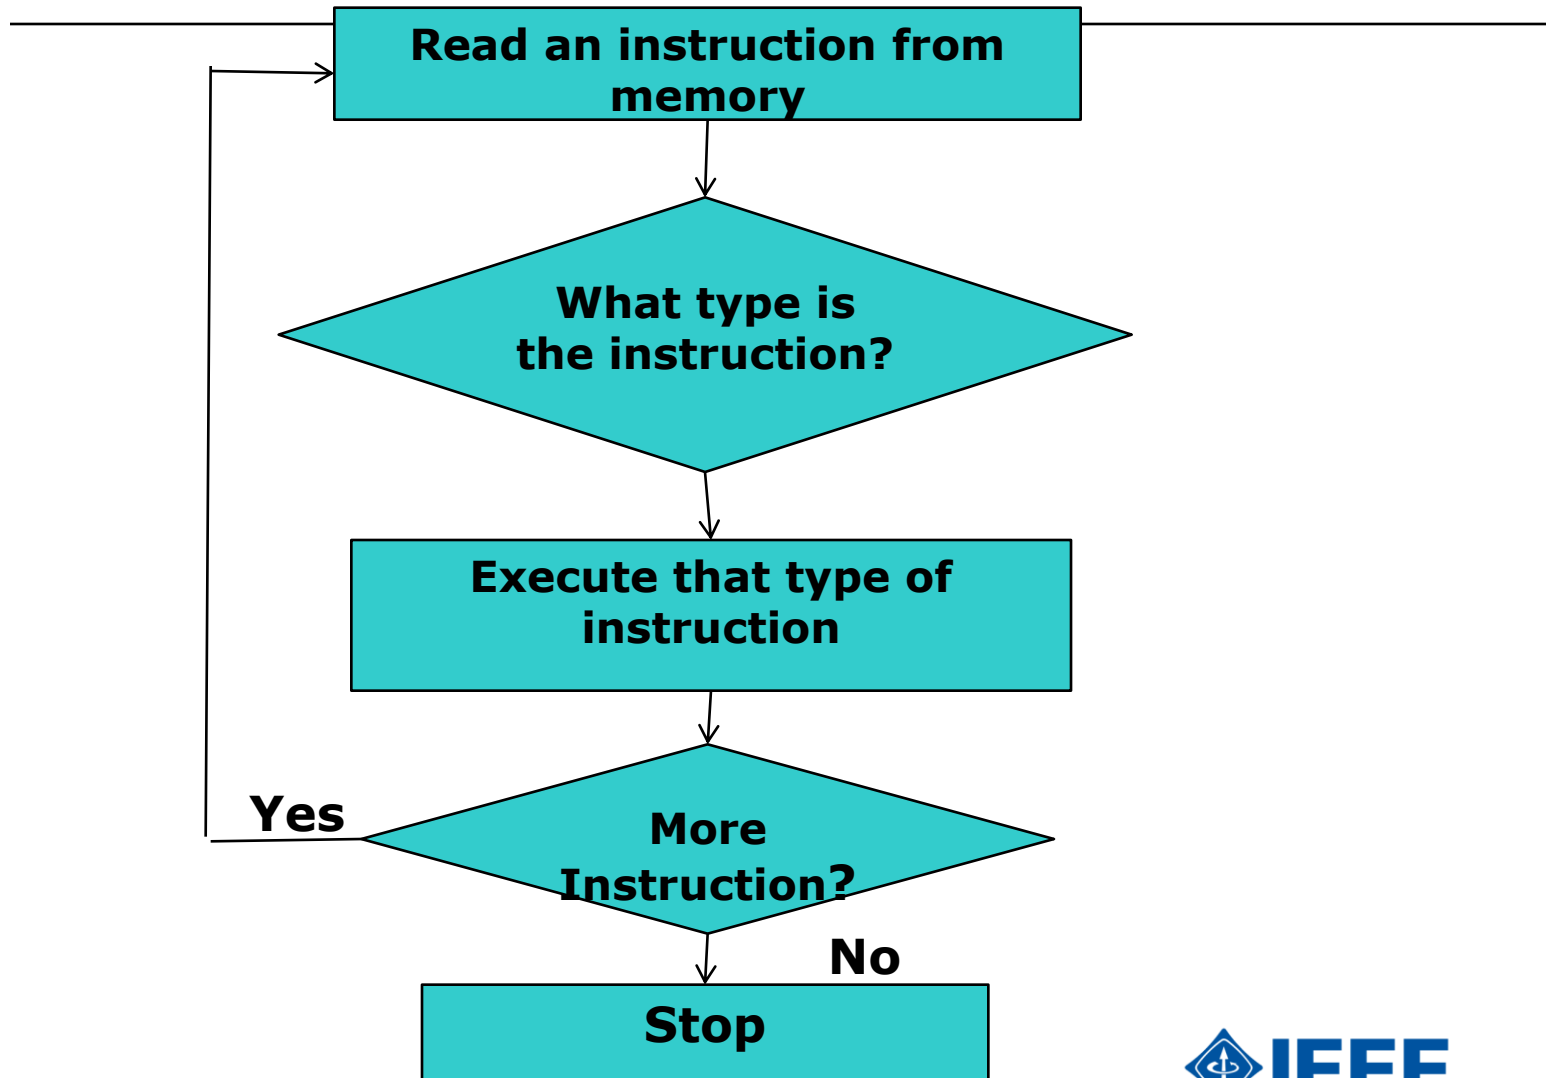 Read an instruction from
memory
What type is
the instruction?
Execute that type of
instruction
Yes
More
Instruction?
No
Stop
IEEE